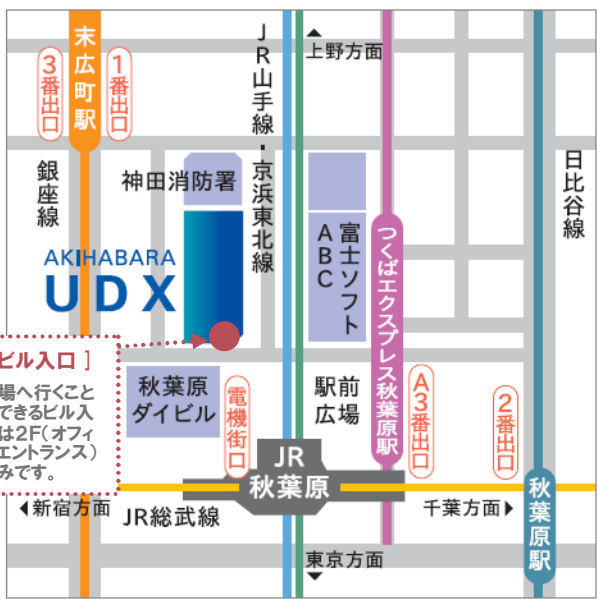 末広町駅
3番出口
1番出口
JR山手線・京浜東北線
▲
上野方面
銀座線
神田消防署
日比谷線
AKIHABARA
UDX
富士ソフト
ABC
つくばエクスプレス秋葉原駅
ビル入口 ]
場へ行くこと
できるビル入
は2F(オフィ
エントランス)
みです。
秋葉原
ダイビル
電機街口
駅前
広場
A3番出口
2番出口
JR
秋葉原
秋葉原駅
◀新宿方面
JR総武線
千葉方面▶
東京方面
▼